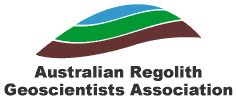 Australian Regolith
Geoscientists Association